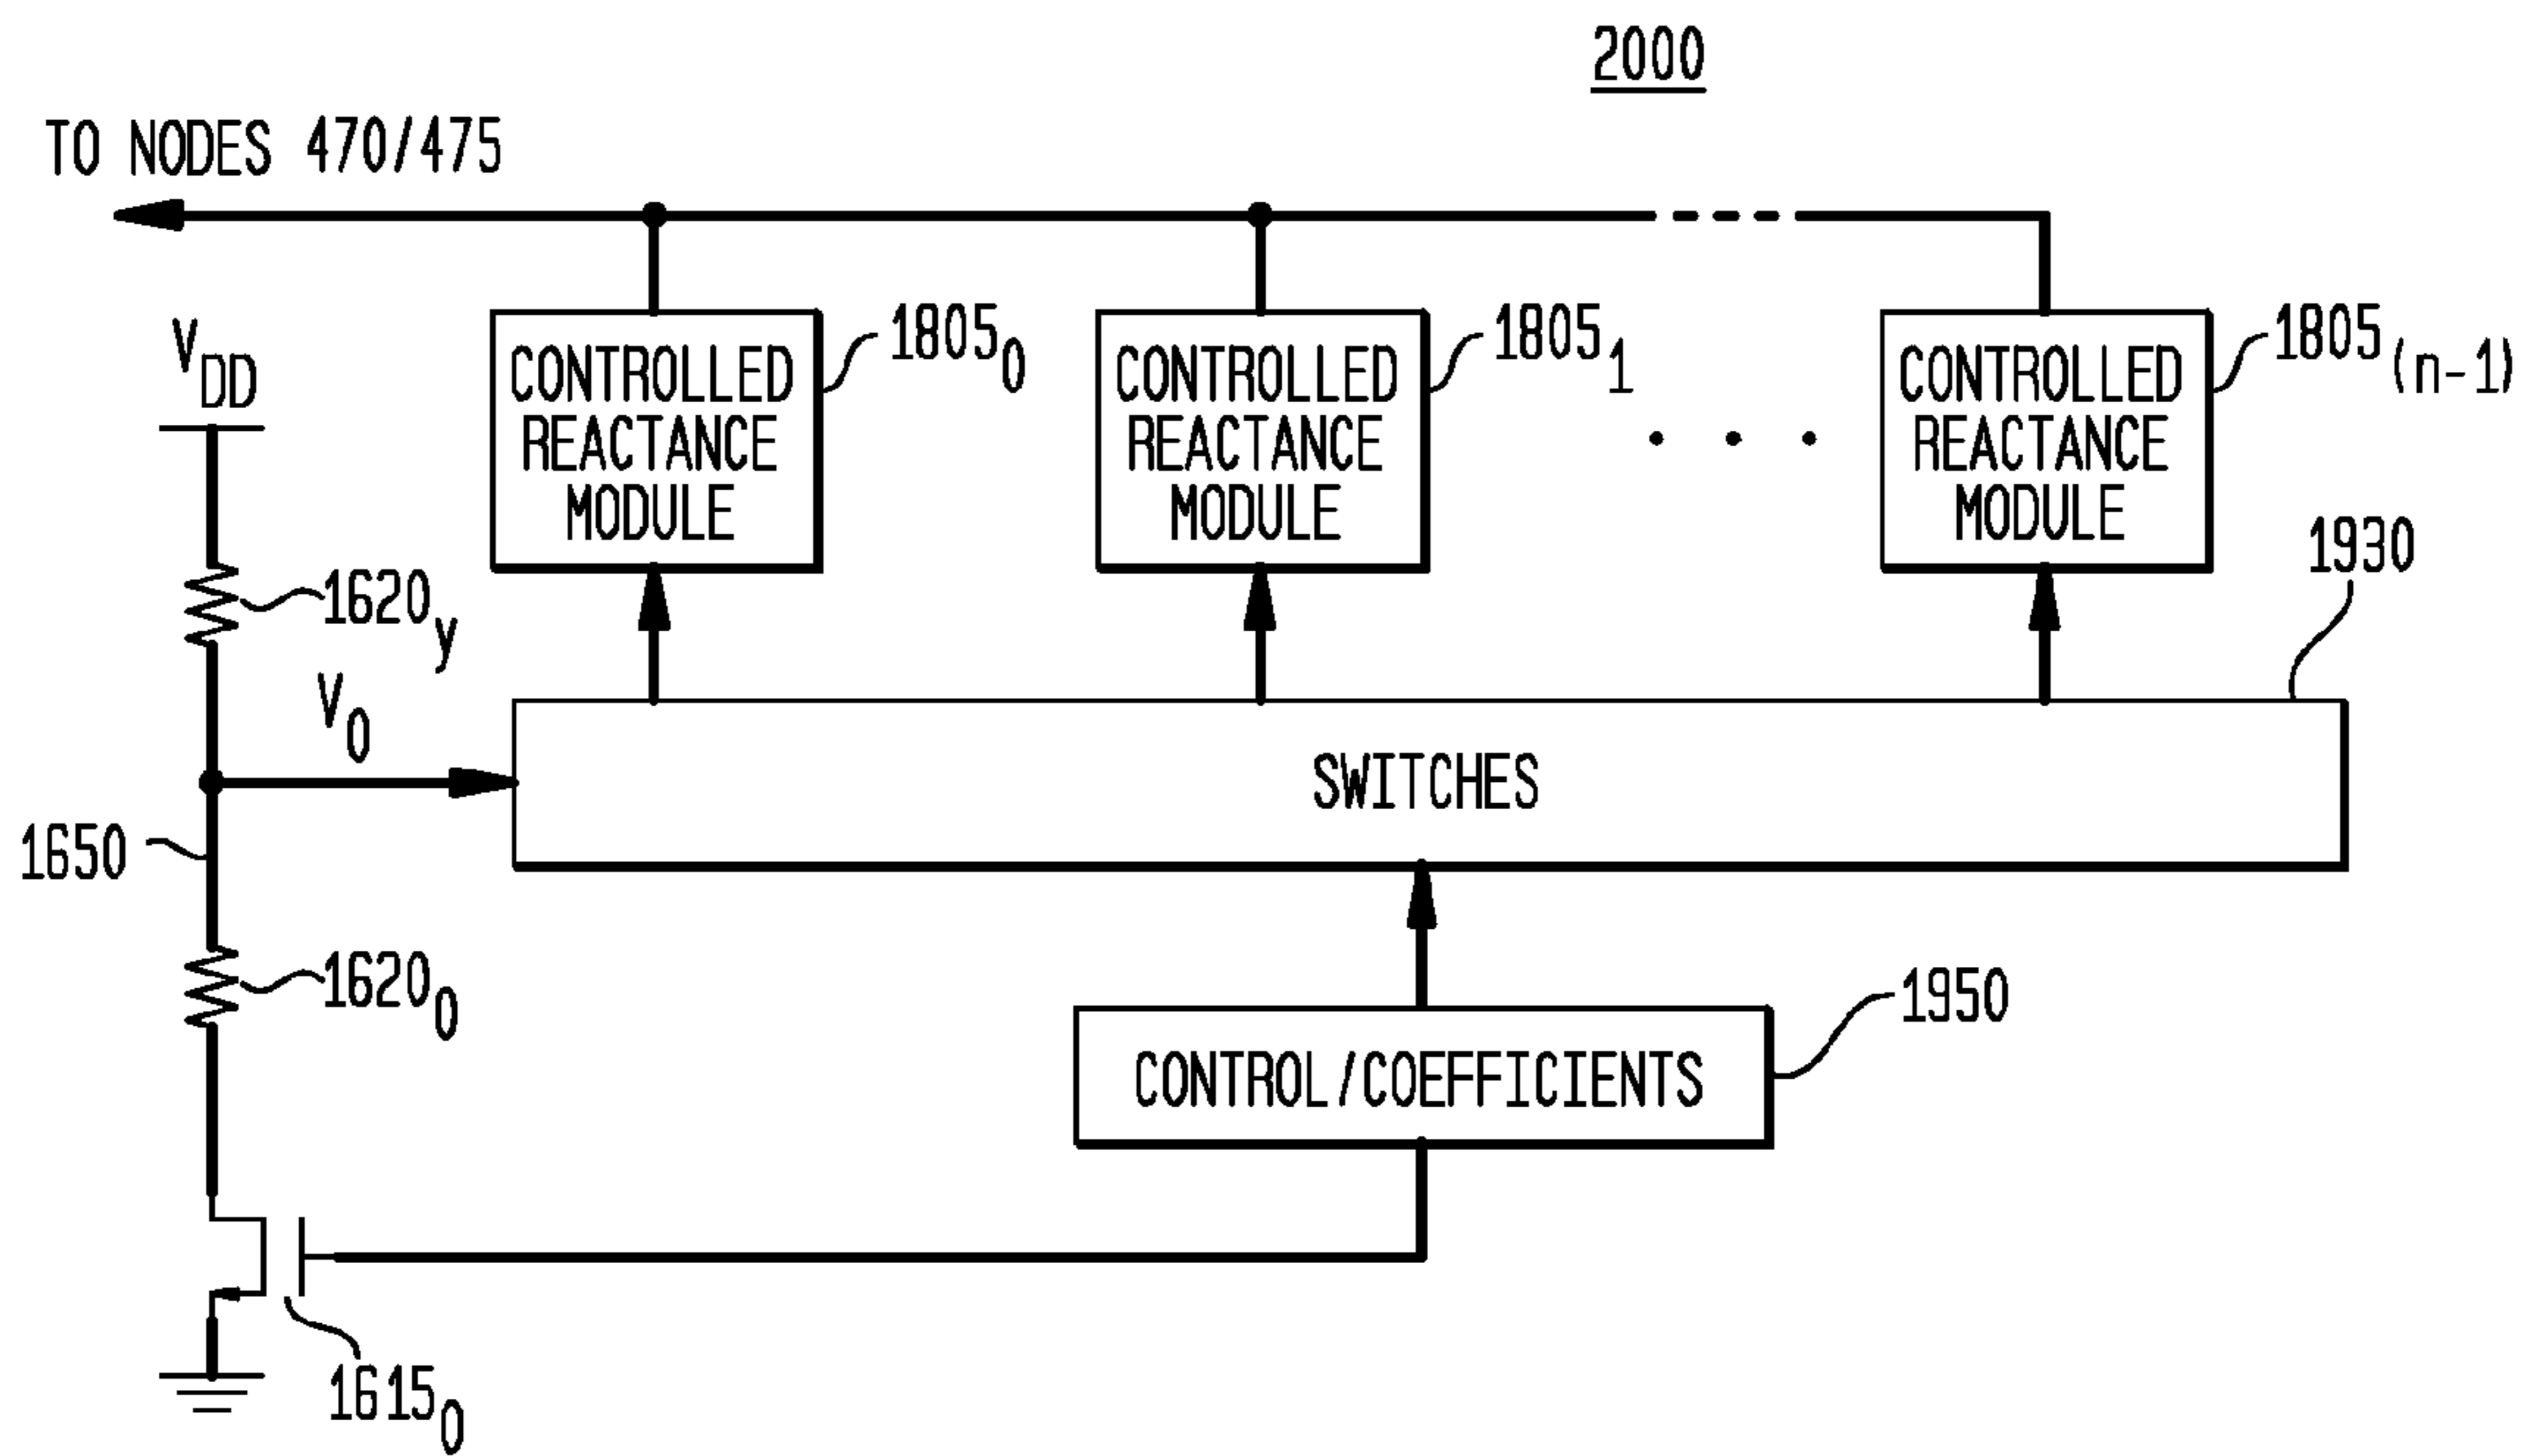 2000
TO NODES 470/475
V_DD
CONTROLLED
REACTANCE
MODULE
1805_0
CONTROLLED
REACTANCE
MODULE
1805_1
CONTROLLED
REACTANCE
MODULE
1805_(n-1)
1930
1620_y
V_0
SWITCHES
1650
1620_0
1950
CONTROL/COEFFICIENTS
1615_0